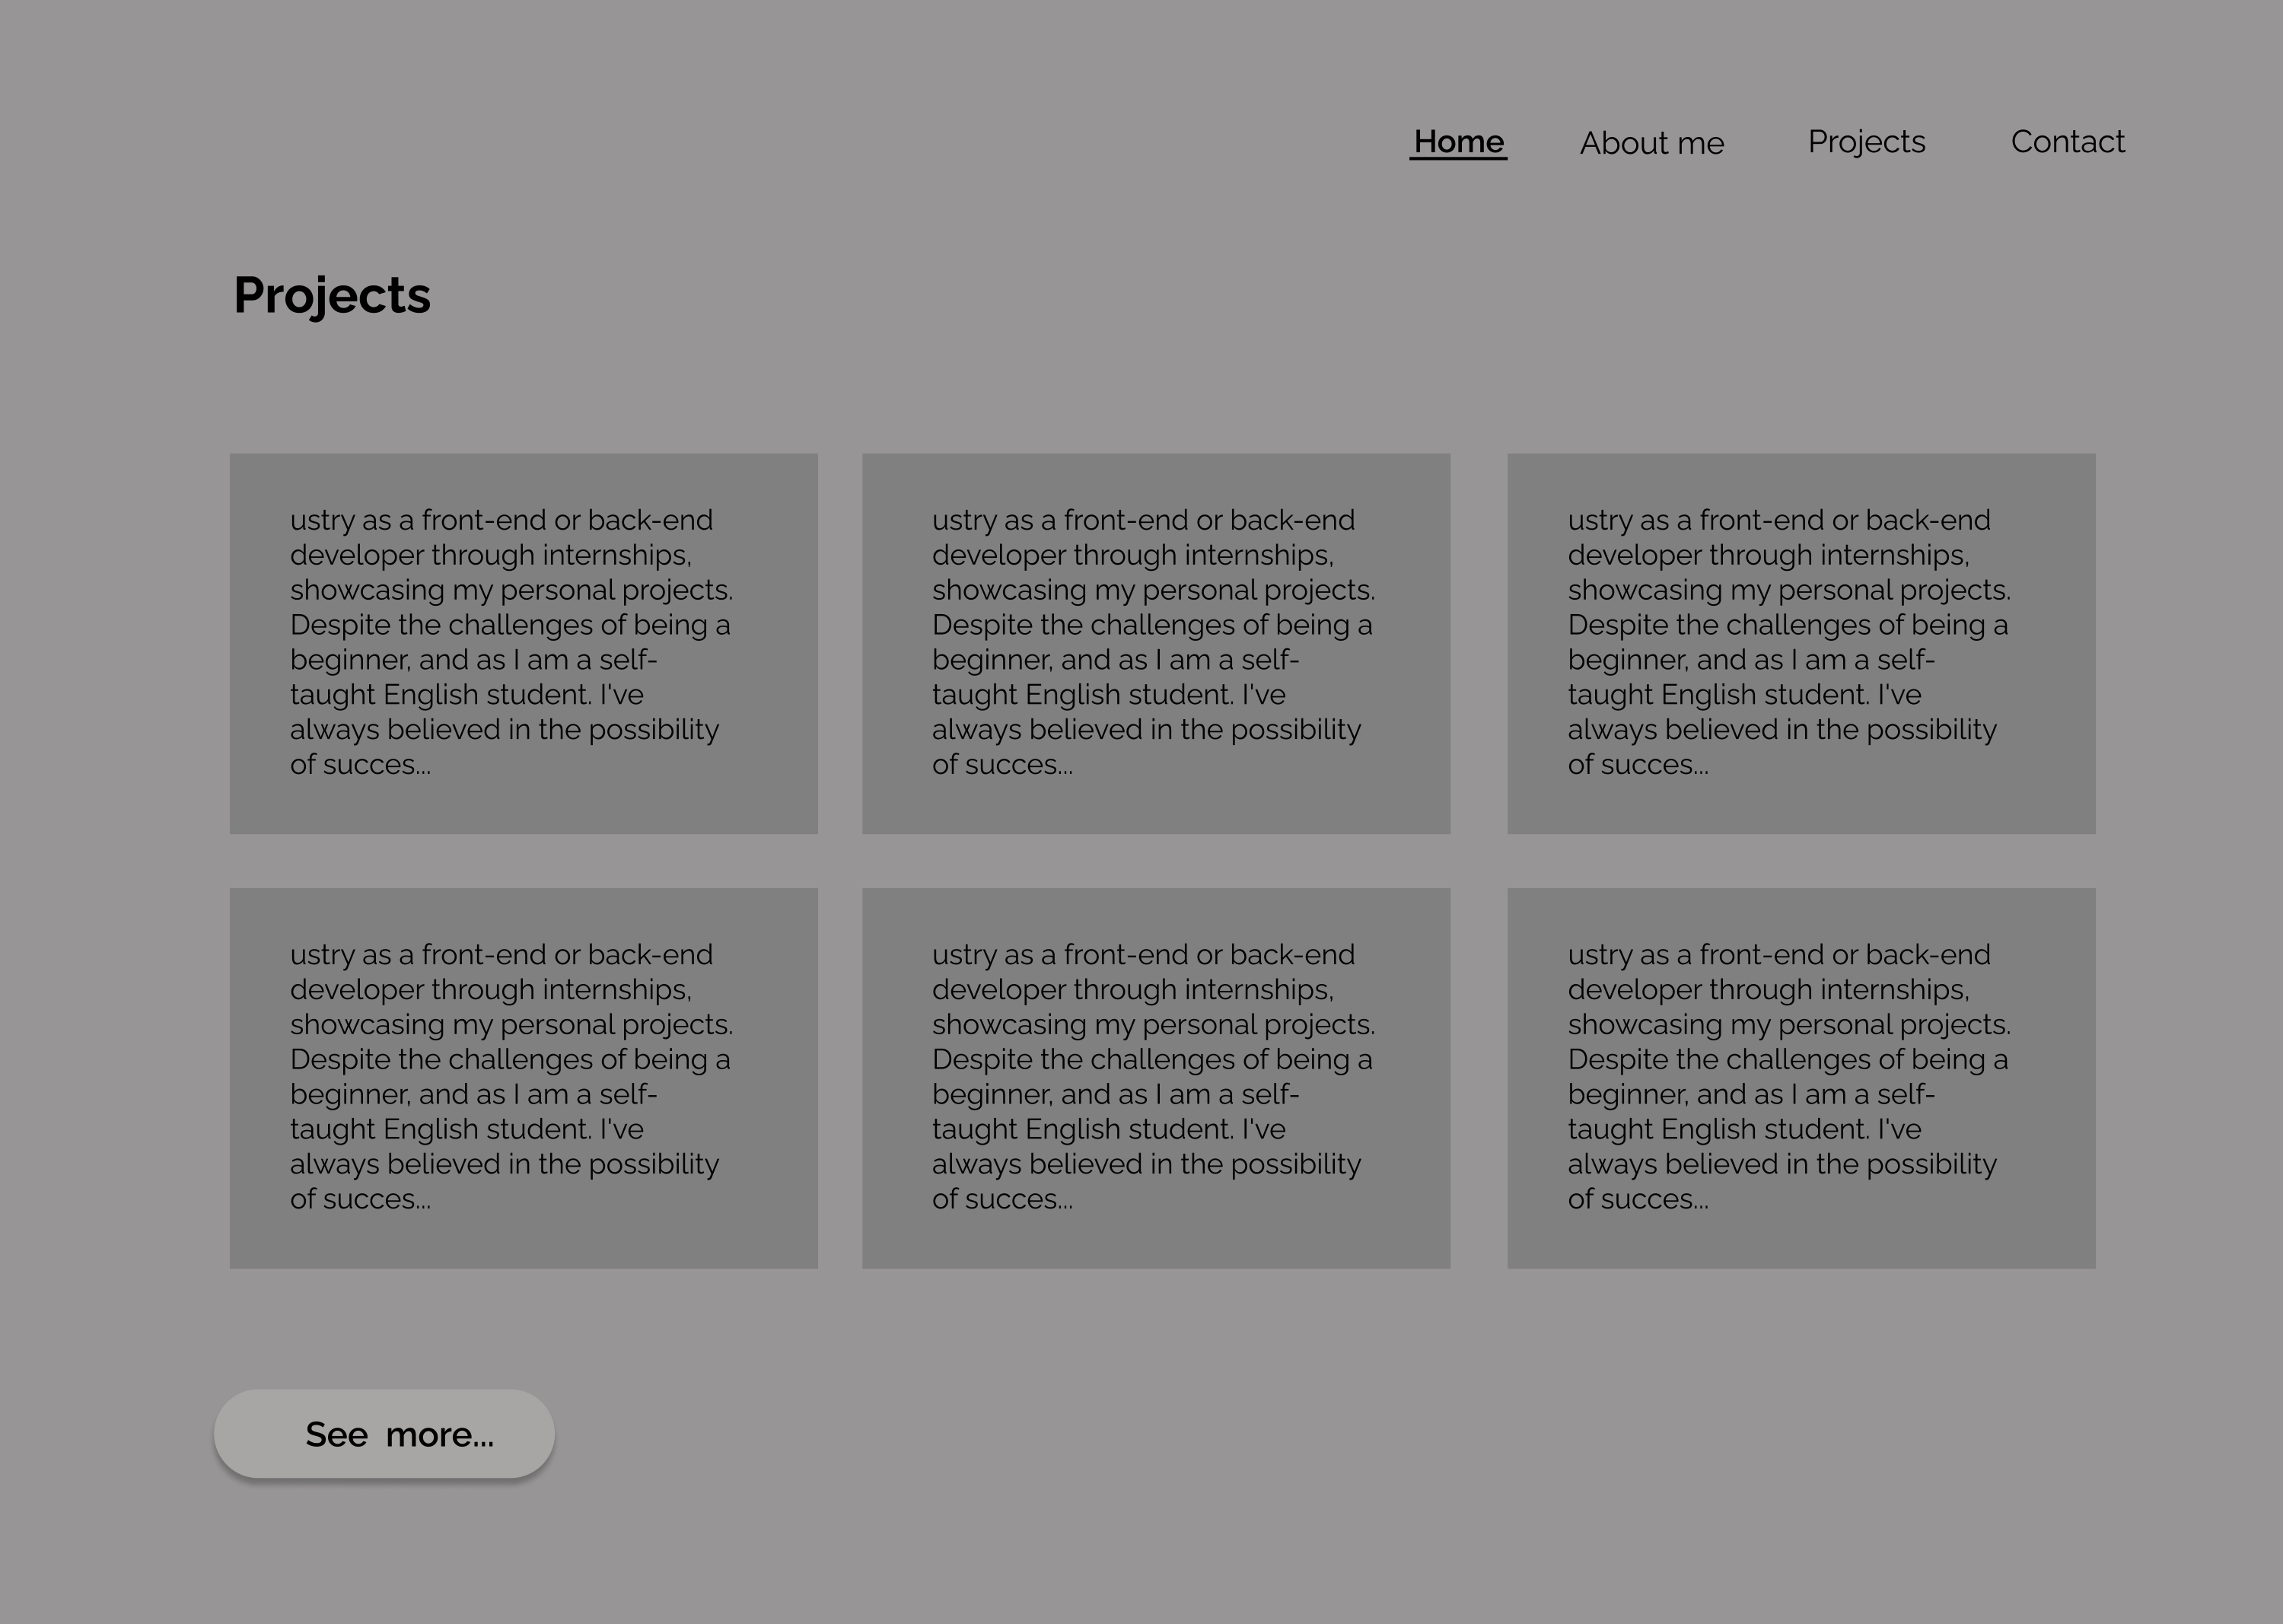 Home About me Projects Contact
Projects
ustry as a front-end or back-end
developer through internships,
showcasing my personal projects.
Despite the challenges of being a
beginner, and as I am a self-
taught English student. I've
always believed in the possibility
of succes...
ustry as a front-end or back-end
developer through internships,
showcasing my personal projects.
Despite the challenges of being a
beginner, and as I am a self-
taught English student. I've
always believed in the possibility
of succes...
ustry as a front-end or back-end
developer through internships,
showcasing my personal projects.
Despite the challenges of being a
beginner, and as I am a self-
taught English student. I've
always believed in the possibility
of succes...
ustry as a front-end or back-end
developer through internships,
showcasing my personal projects.
Despite the challenges of being a
beginner, and as I am a self-
taught English student. I've
always believed in the possibility
of succes...
ustry as a front-end or back-end
developer through internships,
showcasing my personal projects.
Despite the challenges of being a
beginner, and as I am a self-
taught English student. I've
always believed in the possibility
of succes...
ustry as a front-end or back-end
developer through internships,
showcasing my personal projects.
Despite the challenges of being a
beginner, and as I am a self-
taught English student. I've
always believed in the possibility
of succes...
See more...